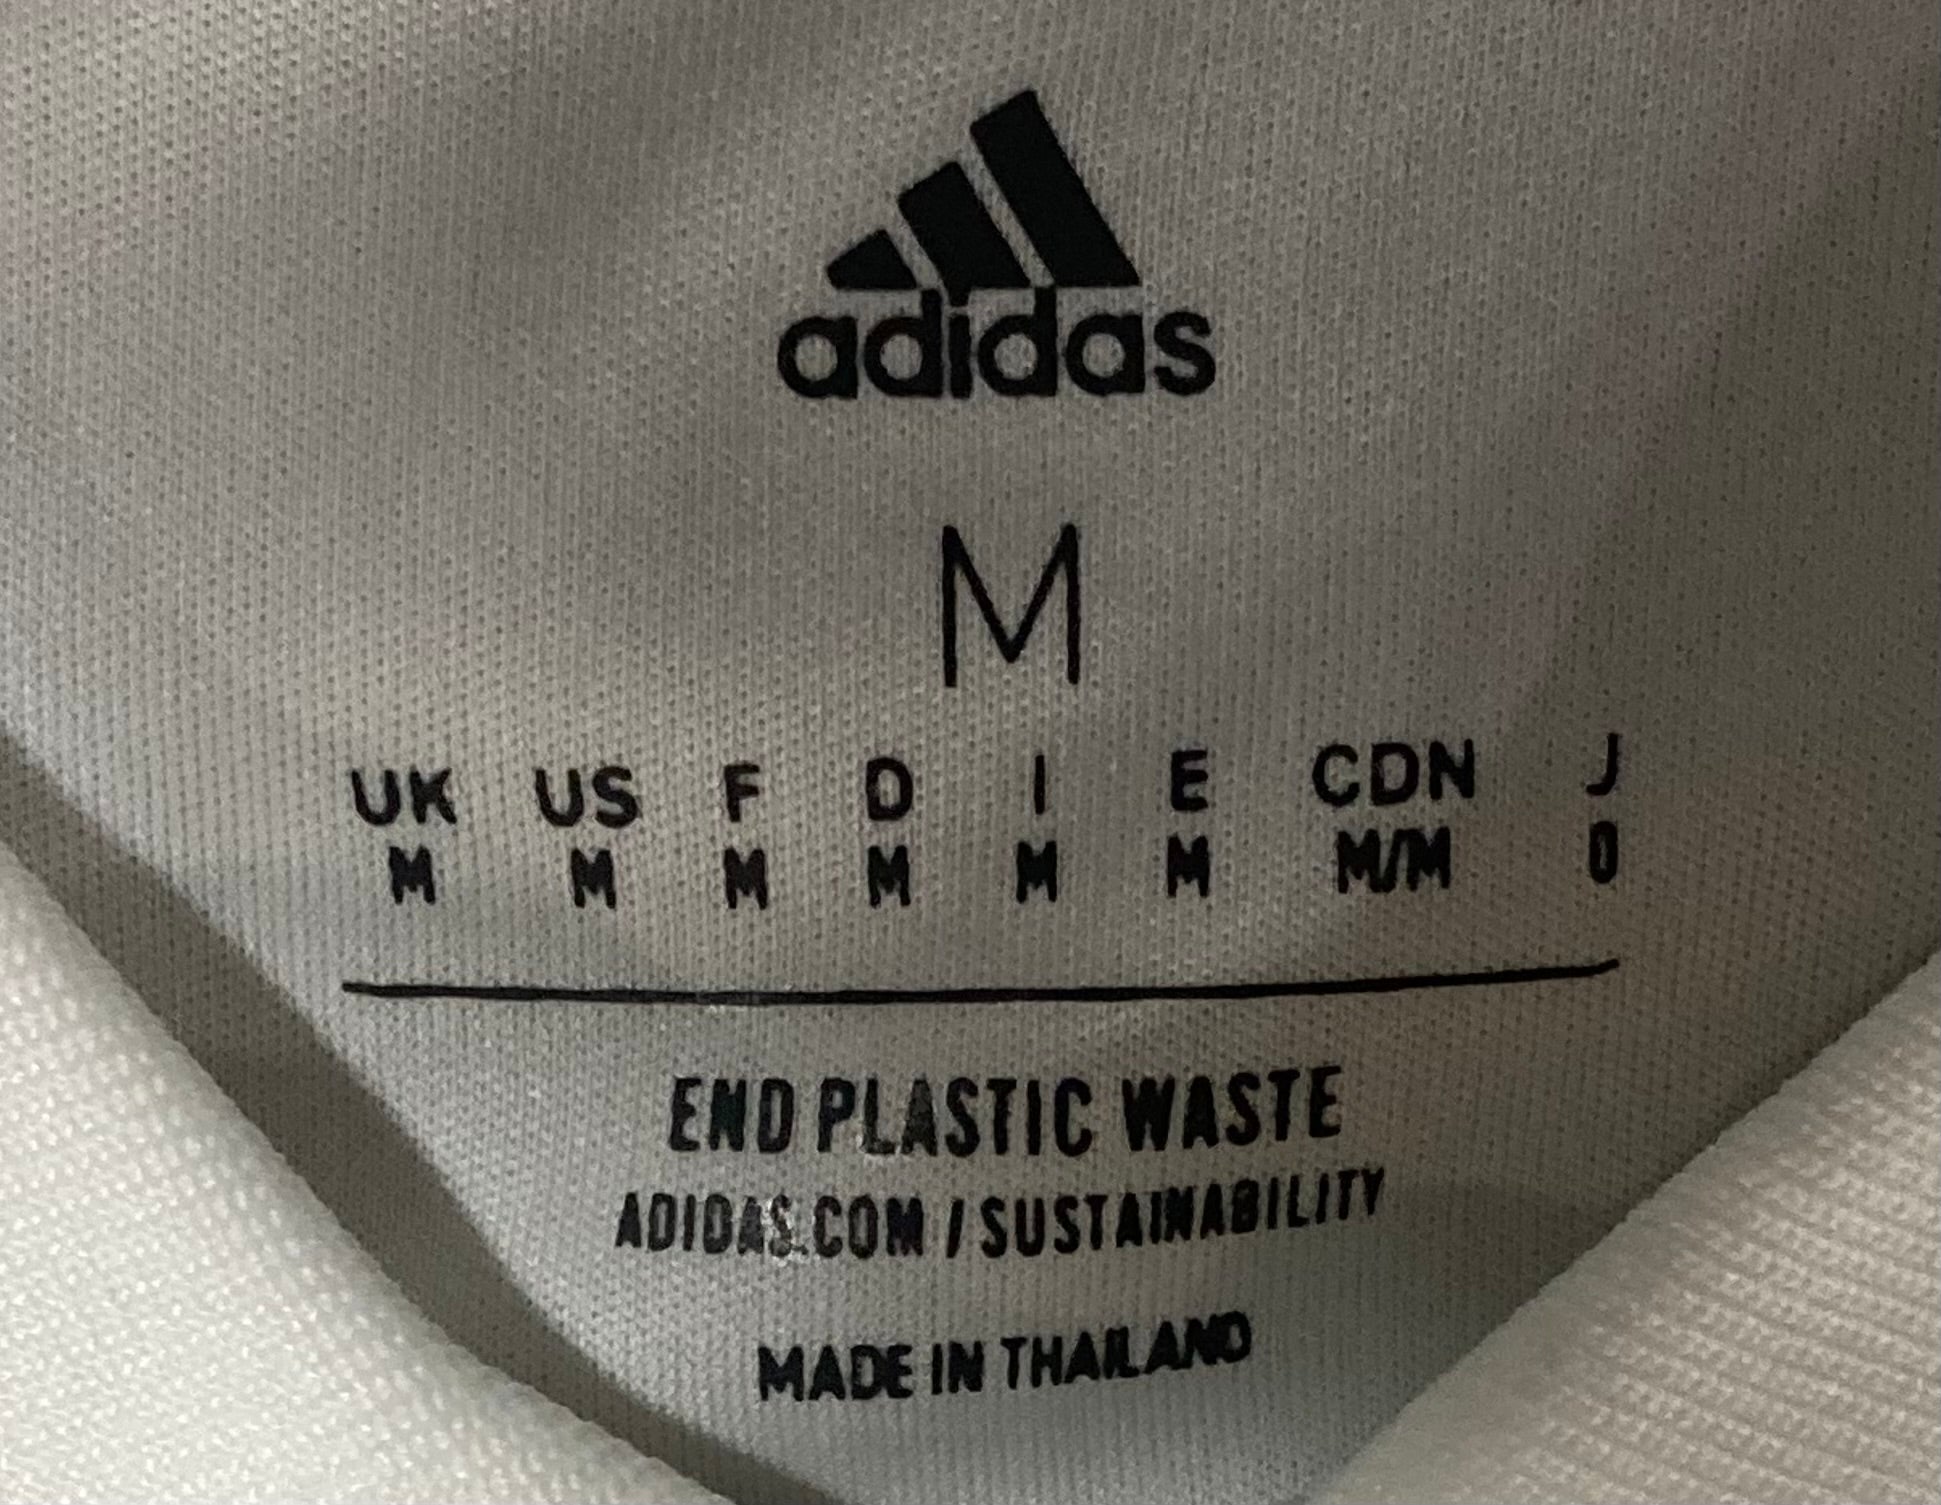 adidas
M
UK US F D I E CDN J
M M M M M M M/M O
END PLASTIC WASTE
ADIDAS.COM / SUSTAINABILITY
MADE IN THAILAND